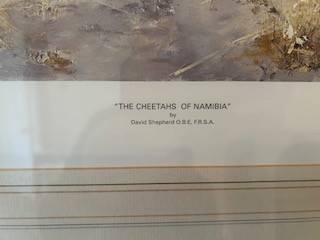 "THE CHEETAHS OF NAMIBIA"
by
David Shepherd O.B.E, F.R.S.A.